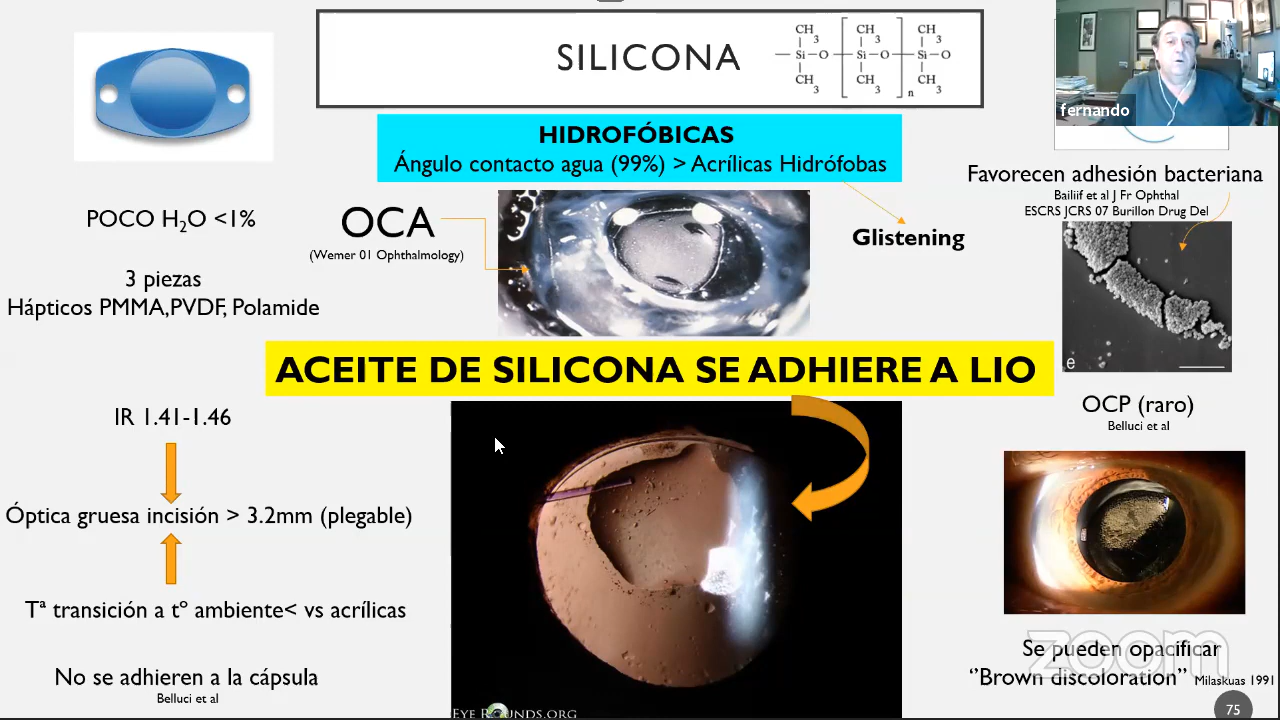 SILICONA
CH3 CH3 CH3
Si O Si O Si O
CH3 CH3 CH3
n
fernando
HIDROFÓBICAS
Ángulo contacto agua (99%) > Acrílicas Hidrófobas
Favorecen adhesión bacteriana
Bailiif et al J Fr Ophthal
ESCRS JCRS 07 Burillon Drug Del
POCO H2O <1%
OCA
(Werner 01 Ophthalmology)
Glistening
3 piezas
Hápticos PMMA,PVDF, Polamide
e
ACEITE DE SILICONA SE ADHIERE A LIO
IR 1.41-1.46
OCP (raro)
Belluci et al
Óptica gruesa incisión > 3.2mm (plegable)
Tª transición a tº ambiente< vs acrílicas
No se adhieren a la cápsula
Belluci et al
Se pueden opacificar
‘’Brown discoloration’’ Milaskuas 1991
zoom
EYE ROUNDS.ORG
75